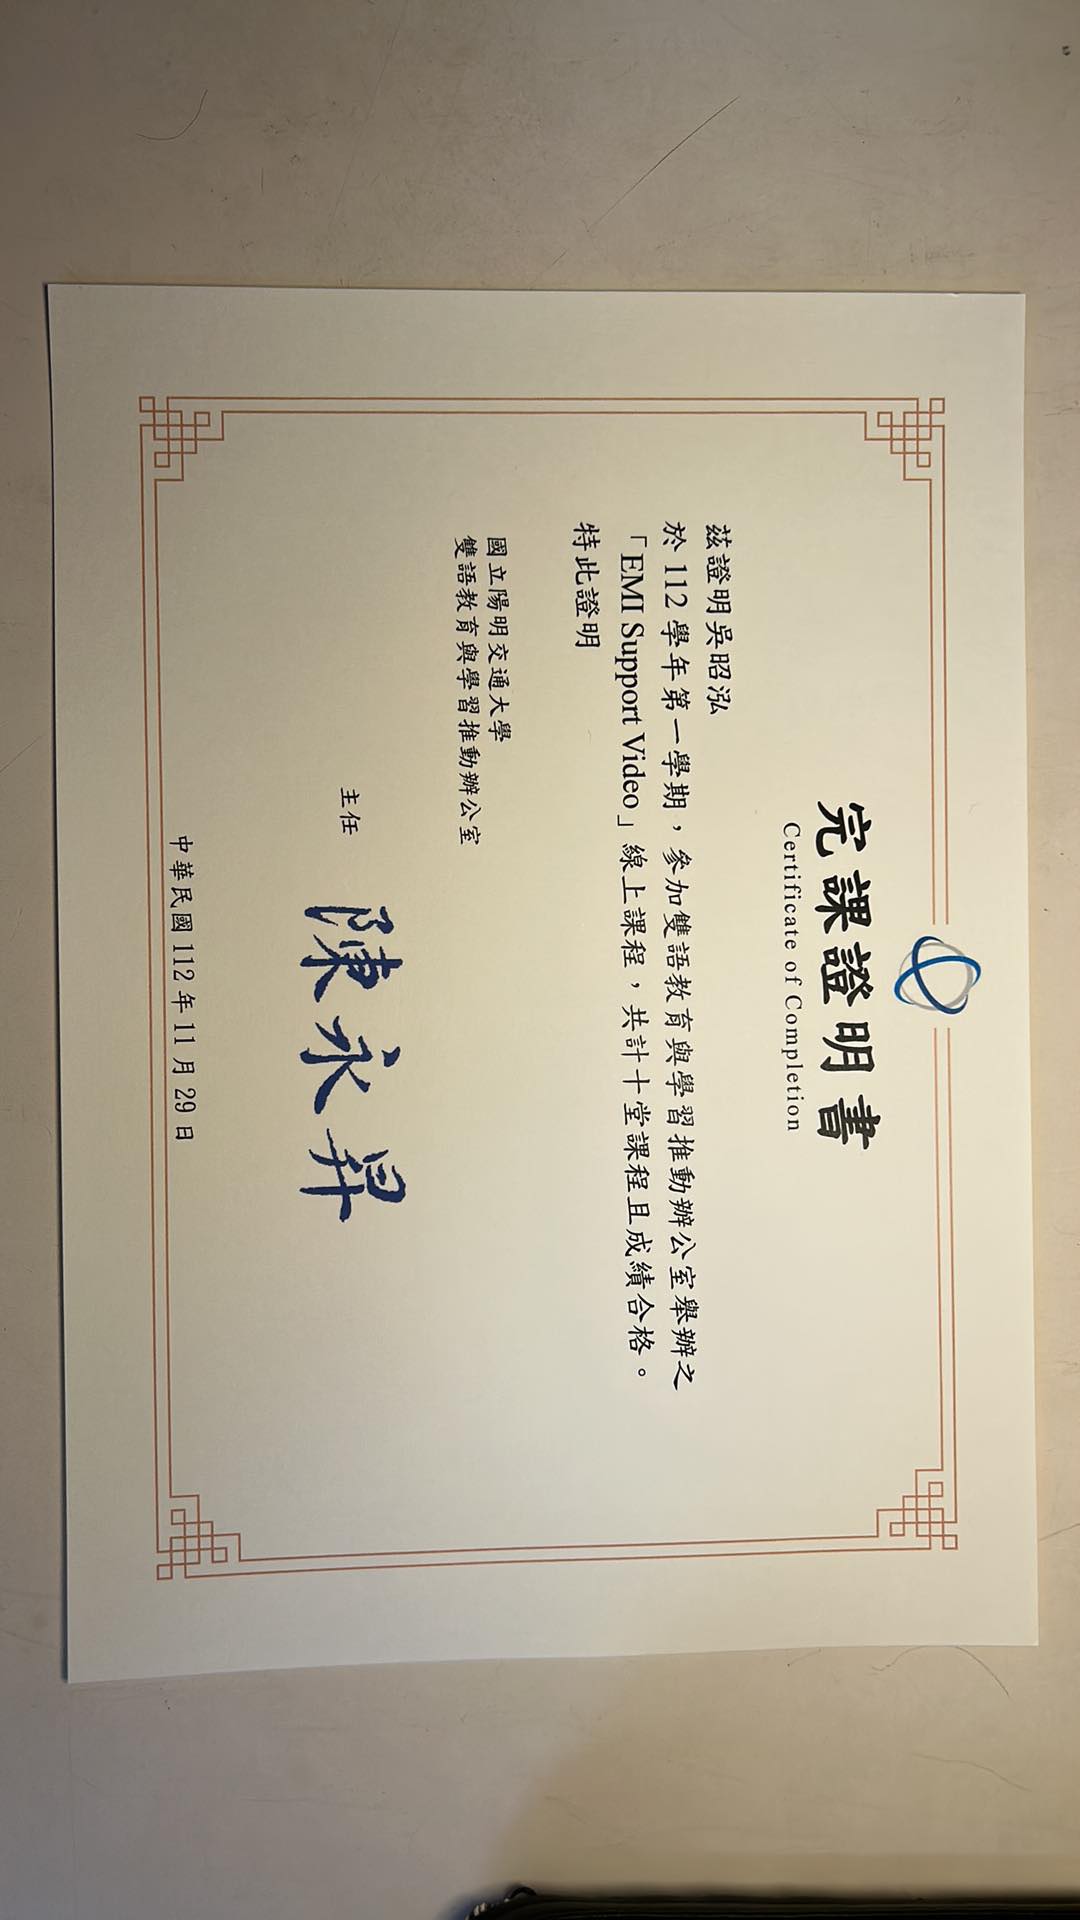 完課證明書
Certificate of Completion
茲證明吳昭泓
於 112 學年第一學期，參加雙語教育與學習推動辦公室舉辦之
「EMI Support Video」線上課程，共計十堂課程且成績合格。
特此證明
國立陽明交通大學
雙語教育與學習推動辦公室
主任 陳永昇
中華民國 112 年 11 月 29 日